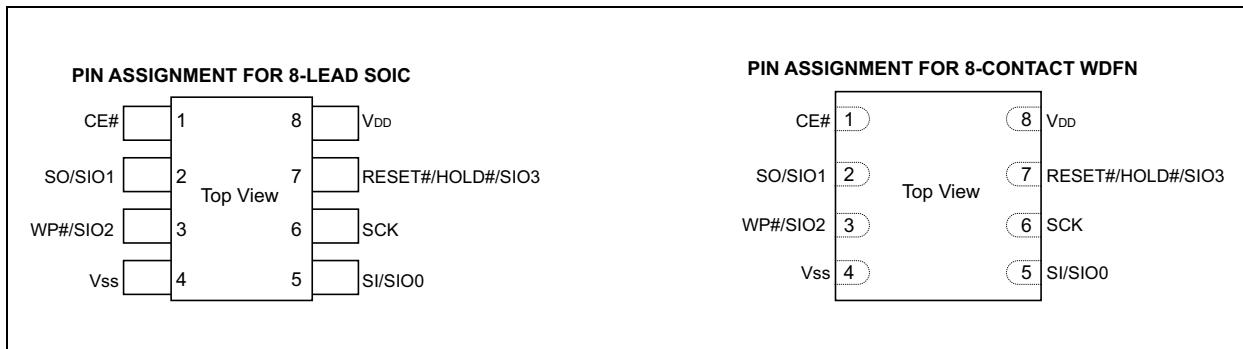 PIN ASSIGNMENT FOR 8-LEAD SOIC
CE# 1 8 VDD
SO/SIO1 2 7 RESET#/HOLD#/SIO3
Top View
WP#/SIO2 3 6 SCK
Vss 4 5 SI/SIO0
PIN ASSIGNMENT FOR 8-CONTACT WDFN
CE# 1 8 VDD
SO/SIO1 2 7 RESET#/HOLD#/SIO3
Top View
WP#/SIO2 3 6 SCK
Vss 4 5 SI/SIO0